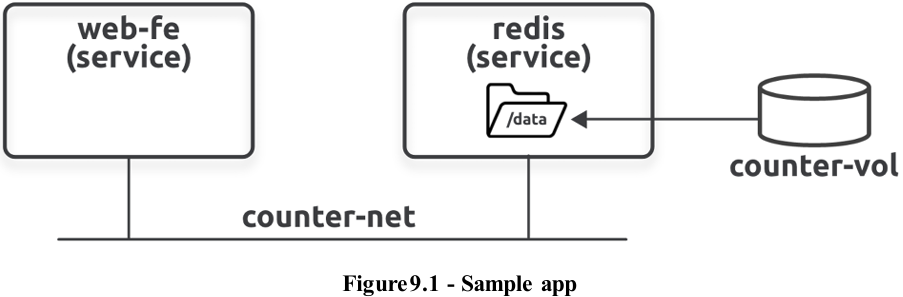 web-fe
(service)
redis
(service)
/data
counter-vol
counter-net
Figure9.1 - Sample app